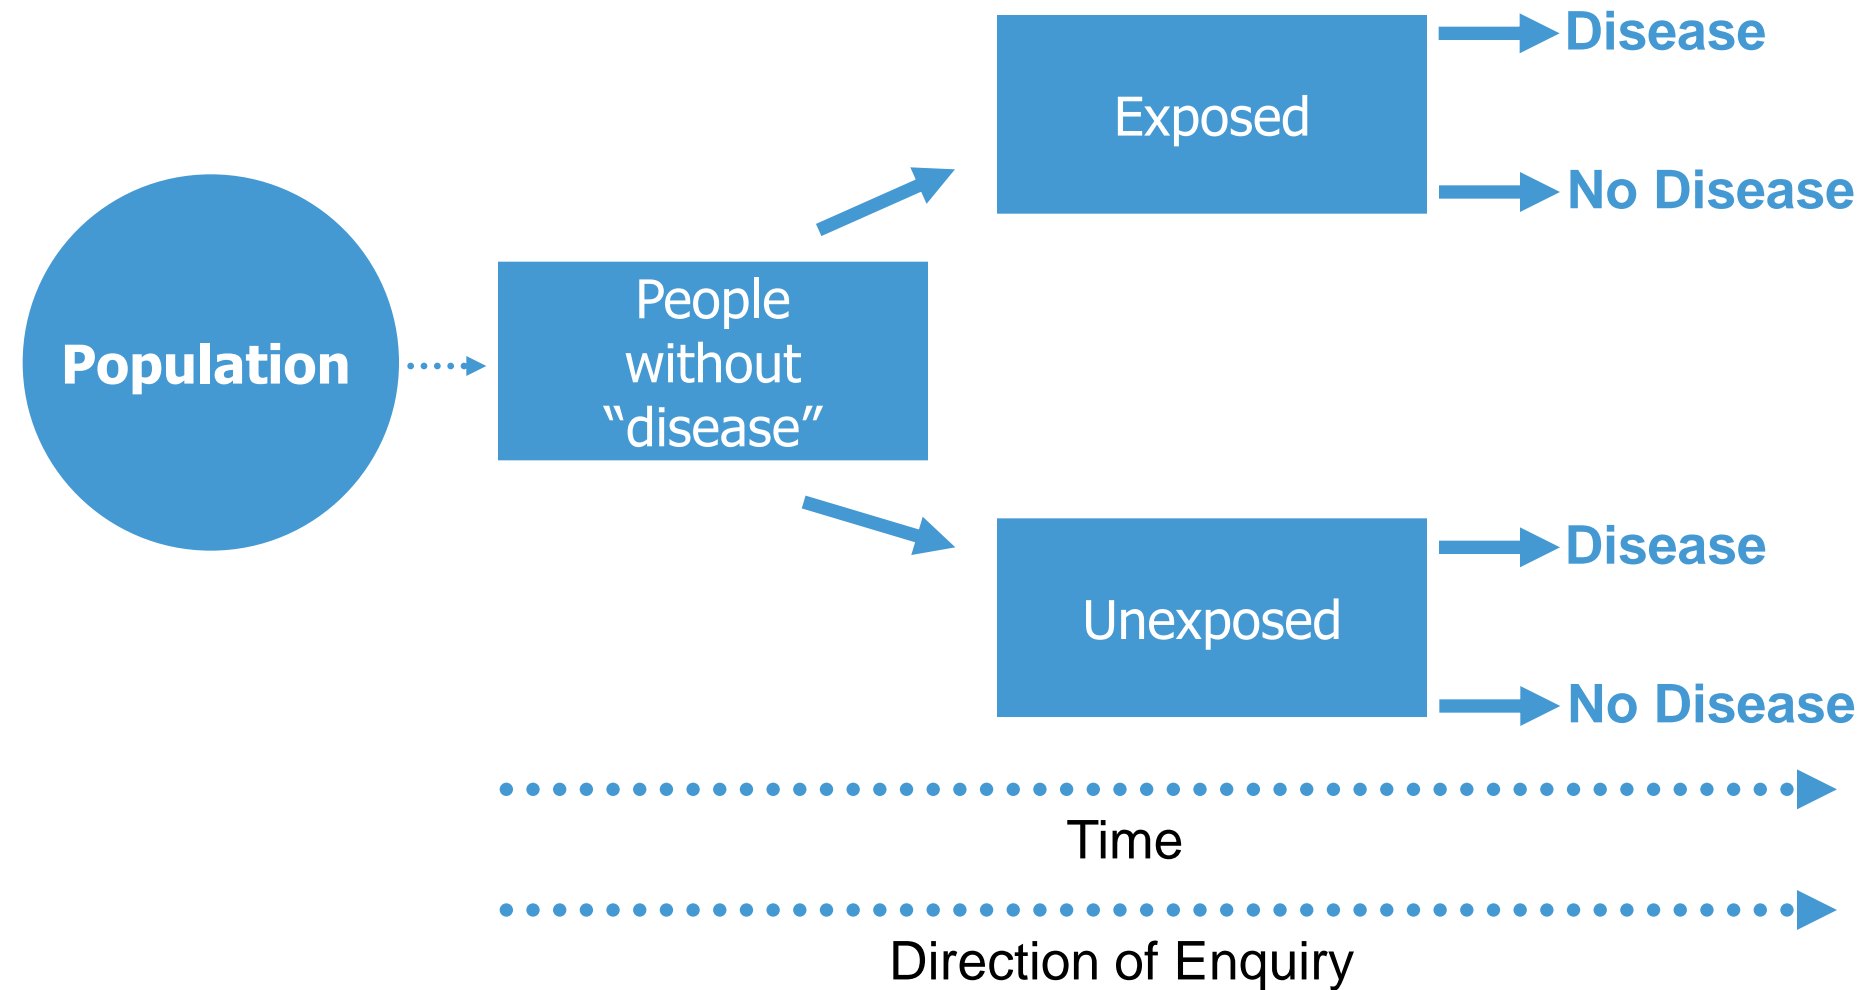 Population
People
without
“disease”
Exposed
Disease
No Disease
Unexposed
Disease
No Disease
Time
Direction of Enquiry